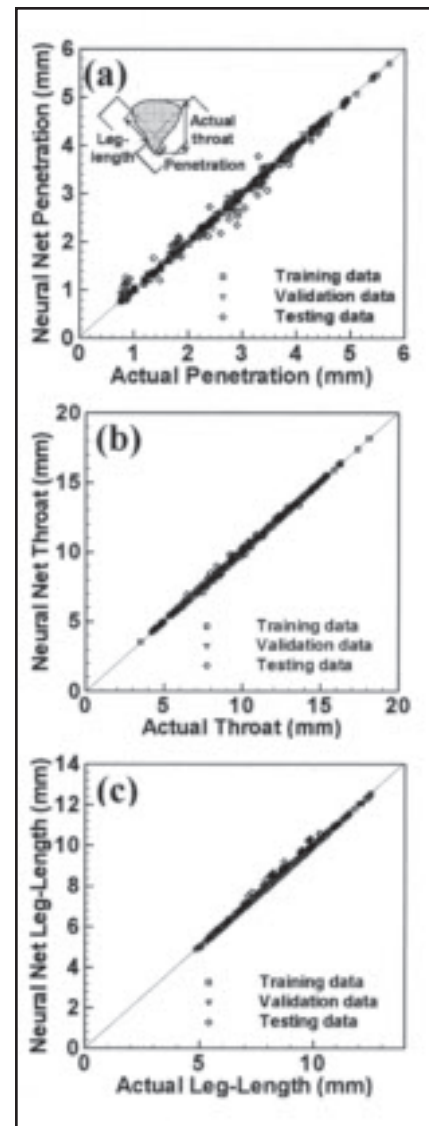 (a)
Neural Net Penetration (mm)
6
5
4
3
2
1
0
Leg-
length
Actual
throat
Penetration
Training data
Validation data
Testing data
0 1 2 3 4 5 6
Actual Penetration (mm)
(b)
Neural Net Throat (mm)
20
15
10
5
0
Training data
Validation data
Testing data
0 5 10 15 20
Actual Throat (mm)
(c)
Neural Net Leg-Length (mm)
14
12
10
8
6
4
2
0
Training data
Validation data
Testing data
0 5 10
Actual Leg-Length (mm)